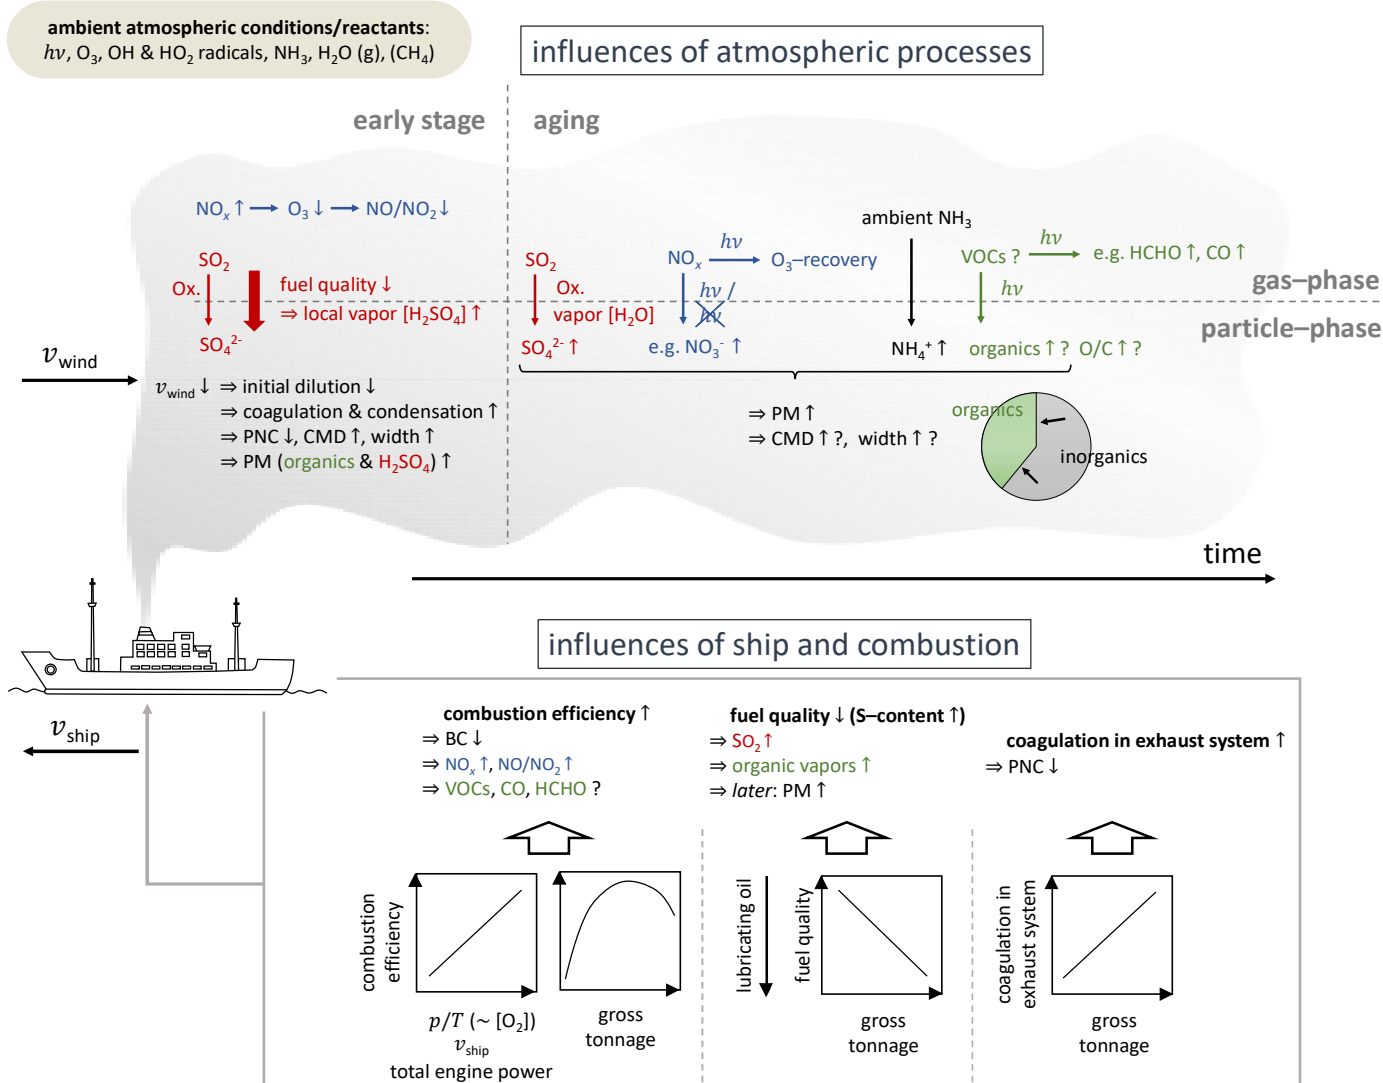 ambient atmospheric conditions/reactants:
hν, O₃, OH & HO₂ radicals, NH₃, H₂O (g), (CH₄)
influences of atmospheric processes
early stage
aging
NOₓ ↑ → O₃ ↓ → NO/NO₂ ↓
SO₂
Ox.
SO₄²⁻
fuel quality ↓
⇒ local vapor [H₂SO₄] ↑
SO₂
Ox.
vapor [H₂O]
SO₄²⁻ ↑
NOₓ
hν
O₃–recovery
hν /
hν
e.g. NO₃⁻ ↑
ambient NH₃
NH₄⁺ ↑
VOCs ?
hν
e.g. HCHO ↑, CO ↑
hν
organics ↑ ? O/C ↑ ?
gas–phase
particle–phase
v wind
v wind ↓ ⇒ initial dilution ↓
⇒ coagulation & condensation ↑
⇒ PNC ↓, CMD ↑, width ↑
⇒ PM (organics & H₂SO₄) ↑
⇒ PM ↑
⇒ CMD ↑ ?, width ↑ ?
organics
inorganics
time
influences of ship and combustion
v ship
combustion efficiency ↑
⇒ BC ↓
⇒ NOₓ ↑, NO/NO₂ ↑
⇒ VOCs, CO, HCHO ?
fuel quality ↓ (S–content ↑)
⇒ SO₂ ↑
⇒ organic vapors ↑
⇒ later: PM ↑
coagulation in exhaust system ↑
⇒ PNC ↓
combustion
efficiency
p/T (~ [O₂])
v ship
total engine power
gross
tonnage
lubricating oil
fuel quality
gross
tonnage
coagulation in
exhaust system
gross
tonnage